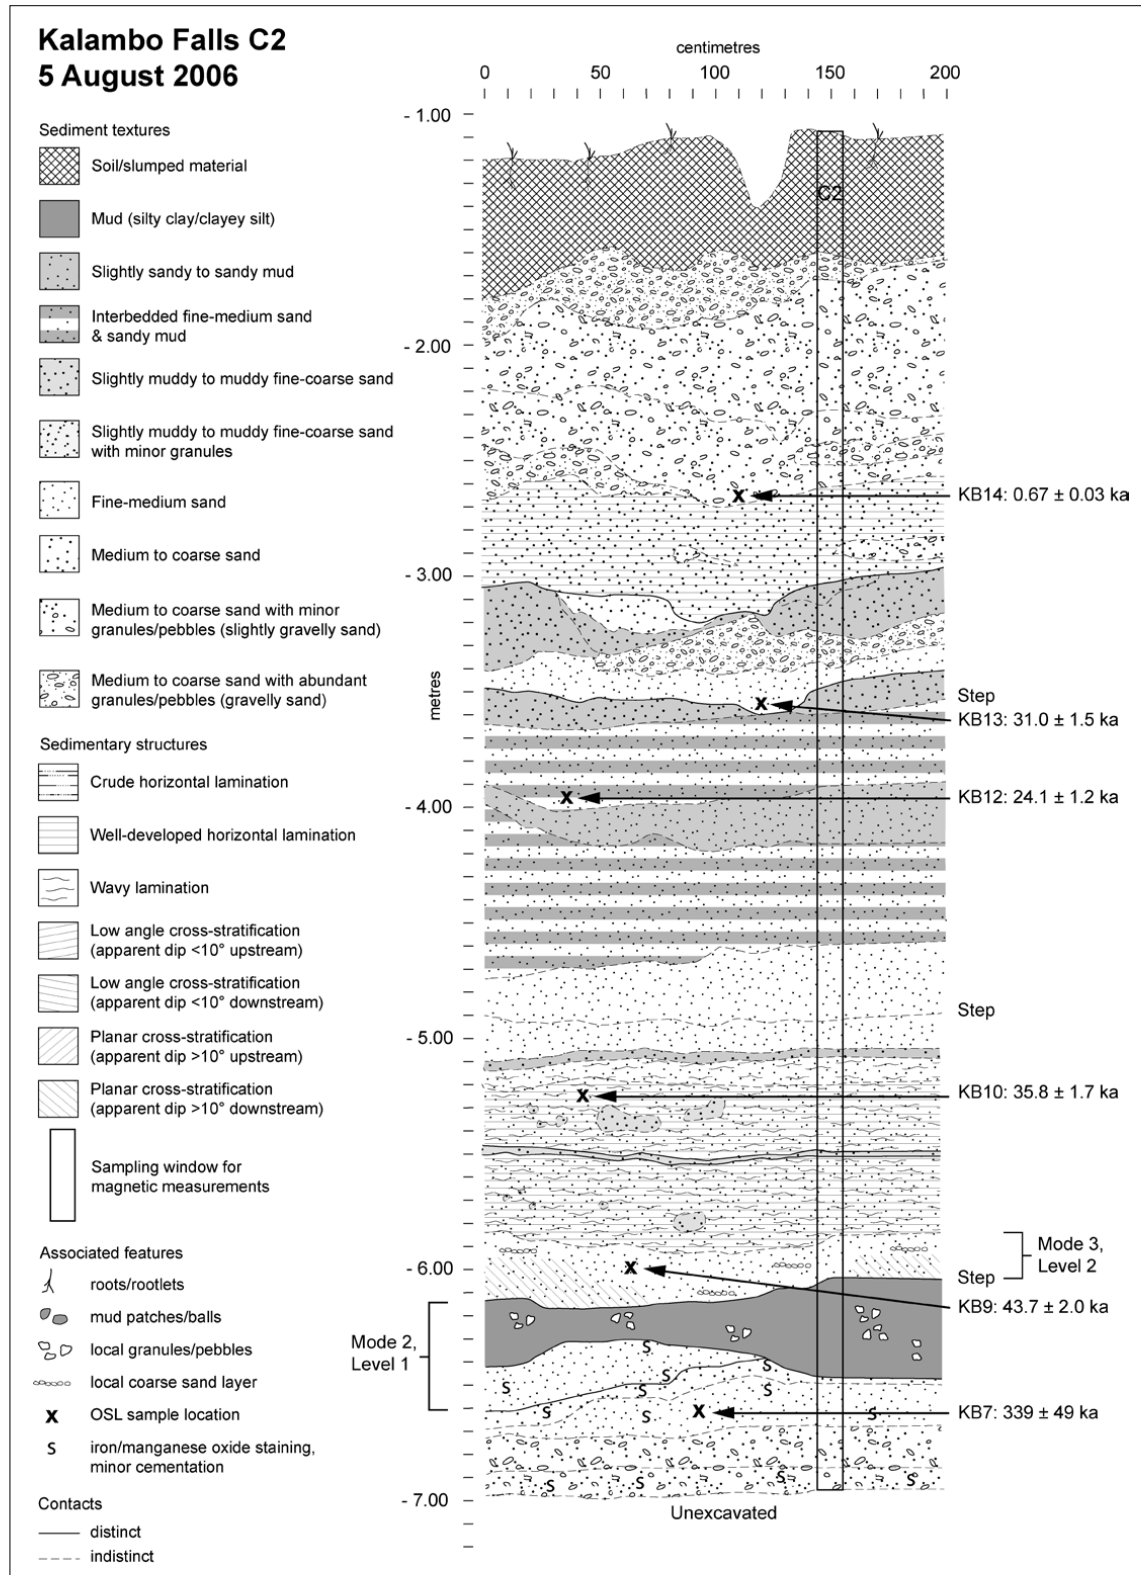 Kalambo Falls C2
5 August 2006
Sediment textures
Soil/slumped material
Mud (silty clay/clayey silt)
Slightly sandy to sandy mud
Interbedded fine-medium sand
& sandy mud
Slightly muddy to muddy fine-coarse sand
Slightly muddy to muddy fine-coarse sand
with minor granules
Fine-medium sand
Medium to coarse sand
Medium to coarse sand with minor
granules/pebbles (slightly gravelly sand)
Medium to coarse sand with abundant
granules/pebbles (gravelly sand)
Sedimentary structures
Crude horizontal lamination
Well-developed horizontal lamination
Wavy lamination
Low angle cross-stratification
(apparent dip <10° upstream)
Low angle cross-stratification
(apparent dip <10° downstream)
Planar cross-stratification
(apparent dip >10° upstream)
Planar cross-stratification
(apparent dip >10° downstream)
Sampling window for
magnetic measurements
Associated features
roots/rootlets
mud patches/balls
local granules/pebbles
local coarse sand layer
x OSL sample location
s iron/manganese oxide staining,
minor cementation
Contacts
distinct
indistinct
centimetres
0 50 100 150 200
- 1.00
- 2.00
- 3.00
- 4.00
- 5.00
- 6.00
- 7.00
metres
C2
x KB14: 0.67 ± 0.03 ka
Step
x KB13: 31.0 ± 1.5 ka
x KB12: 24.1 ± 1.2 ka
Step
x KB10: 35.8 ± 1.7 ka
Mode 3,
Level 2
Step
x KB9: 43.7 ± 2.0 ka
Mode 2,
Level 1
s
s
s
s
s
s
s
s
s
x KB7: 339 ± 49 ka
s
s
s
s
Unexcavated